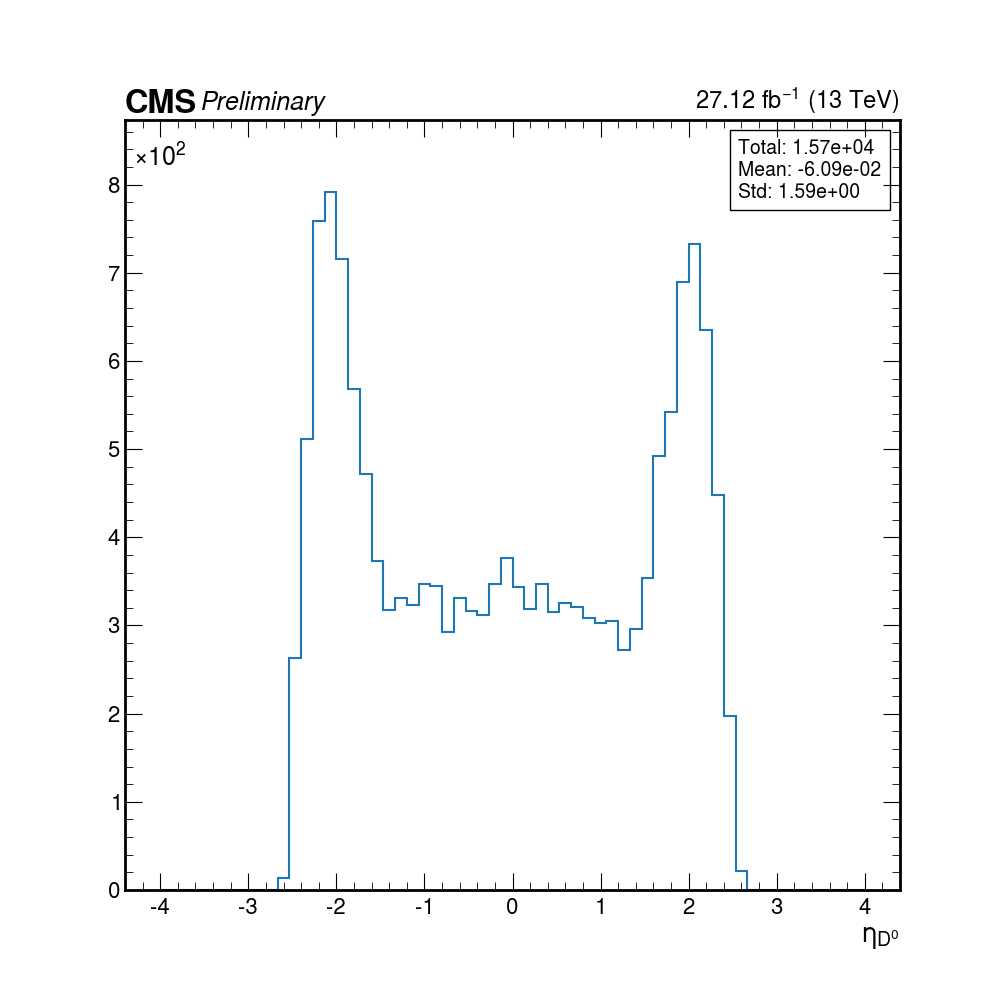 CMS Preliminary
27.12 fb⁻¹ (13 TeV)
×10²
Total: 1.57e+04
Mean: -6.09e-02
Std: 1.59e+00
8
7
6
5
4
3
2
1
0
-4 -3 -2 -1 0 1 2 3 4
η_D⁰